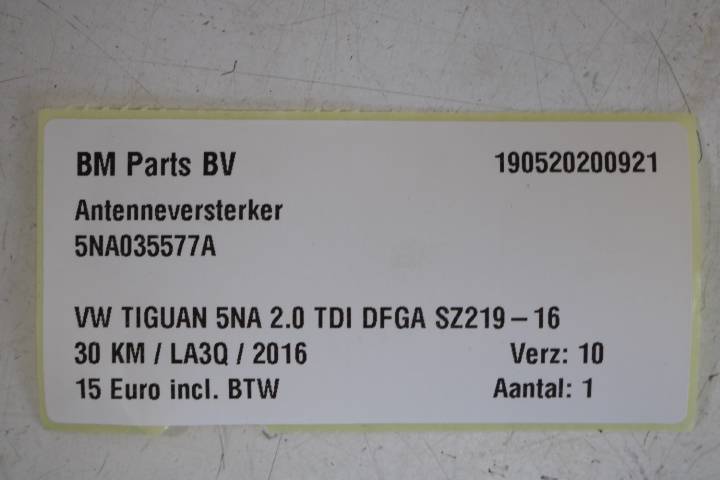 BM Parts BV 190520200921
Antenneversterker
5NA035577A
VW TIGUAN 5NA 2.0 TDI DFGA SZ219-16
30 KM / LA3Q / 2016 Verz: 10
15 Euro incl. BTW Aantal: 1